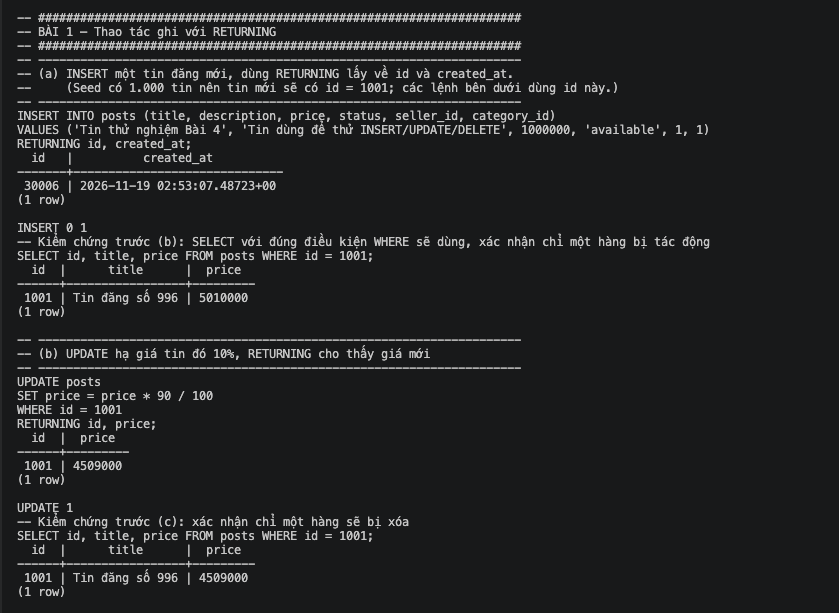 -- ####################################################################
-- BÀI 1 — Thao tác ghi với RETURNING
-- ####################################################################
-- --------------------------------------------------------------------
-- (a) INSERT một tin đăng mới, dùng RETURNING lấy về id và created_at.
--     (Seed có 1.000 tin nên tin mới sẽ có id = 1001; các lệnh bên dưới dùng id này.)
-- --------------------------------------------------------------------
INSERT INTO posts (title, description, price, status, seller_id, category_id)
VALUES ('Tin thử nghiệm Bài 4', 'Tin dùng để thử INSERT/UPDATE/DELETE', 1000000, 'available', 1, 1)
RETURNING id, created_at;
  id   |          created_at
-------+------------------------------
 30006 | 2026-11-19 02:53:07.48723+00
(1 row)

INSERT 0 1
-- Kiểm chứng trước (b): SELECT với đúng điều kiện WHERE sẽ dùng, xác nhận chỉ một hàng bị tác động
SELECT id, title, price FROM posts WHERE id = 1001;
  id  |      title      |  price
------+-----------------+---------
 1001 | Tin đăng số 996 | 5010000
(1 row)

-- --------------------------------------------------------------------
-- (b) UPDATE hạ giá tin đó 10%, RETURNING cho thấy giá mới
-- --------------------------------------------------------------------
UPDATE posts
SET price = price * 90 / 100
WHERE id = 1001
RETURNING id, price;
  id  |  price
------+---------
 1001 | 4509000
(1 row)

UPDATE 1
-- Kiểm chứng trước (c): xác nhận chỉ một hàng sẽ bị xóa
SELECT id, title, price FROM posts WHERE id = 1001;
  id  |      title      |  price
------+-----------------+---------
 1001 | Tin đăng số 996 | 4509000
(1 row)